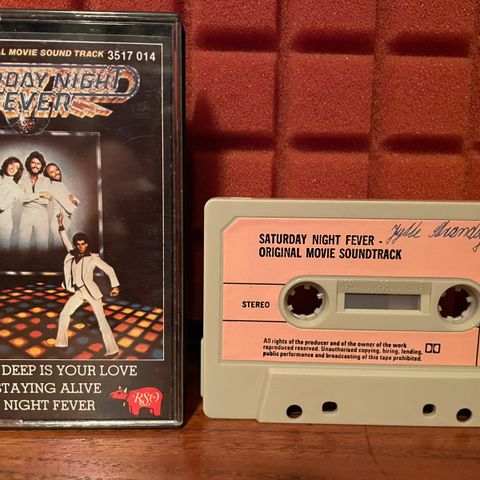 L MOVIE SOUND TRACK 3517 014
RDAY NIGHT
FEVER
DEEP IS YOUR LOVE
STAYING ALIVE
NIGHT FEVER
RSO
SATURDAY NIGHT FEVER -
ORIGINAL MOVIE SOUNDTRACK
STEREO
All rights of the producer and of the owner of the work
reproduced reserved. Unauthorised copying, hiring, lending,
public performance and broadcasting of this tape prohibited.